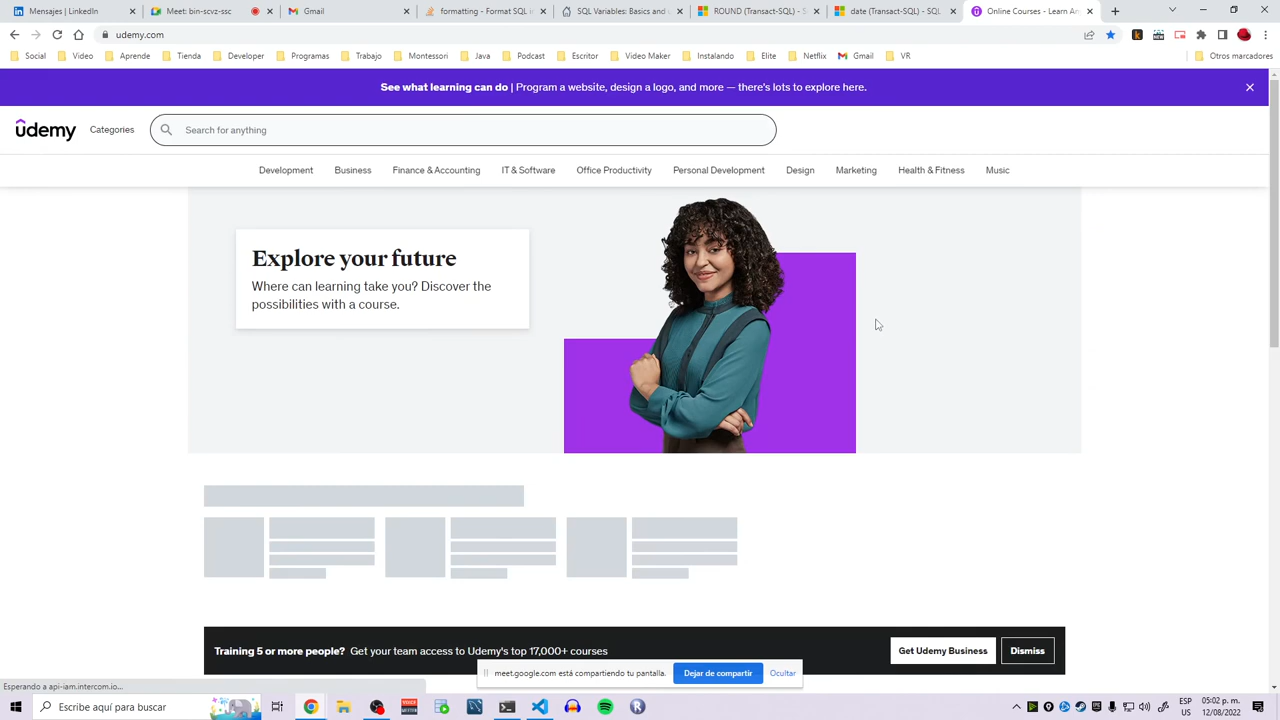 Mensajes | LinkedIn
Meet: bin-scvz-ssc
Gmail
formatting - Format SQL in
SQL Variables: Basics and u
ROUND (Transact-SQL) - S
date (Transact-SQL) - SQL
Online Courses - Learn An
udemy.com
Social
Video
Aprende
Tienda
Developer
Programas
Trabajo
Montessori
Java
Podcast
Escritor
Video Maker
Instalando
Elite
Netflix
Gmail
VR
Otros marcadores
See what learning can do | Program a website, design a logo, and more — there's lots to explore here.
udemy
Categories
Search for anything
Development
Business
Finance & Accounting
IT & Software
Office Productivity
Personal Development
Design
Marketing
Health & Fitness
Music
Explore your future
Where can learning take you? Discover the
possibilities with a course.
Training 5 or more people? Get your team access to Udemy's top 17,000+ courses
Get Udemy Business
Dismiss
meet.google.com está compartiendo tu pantalla.
Dejar de compartir
Ocultar
Esperando a api-iam.intercom.io...
Escribe aquí para buscar
ESP
US
05:02 p. m.
12/08/2022